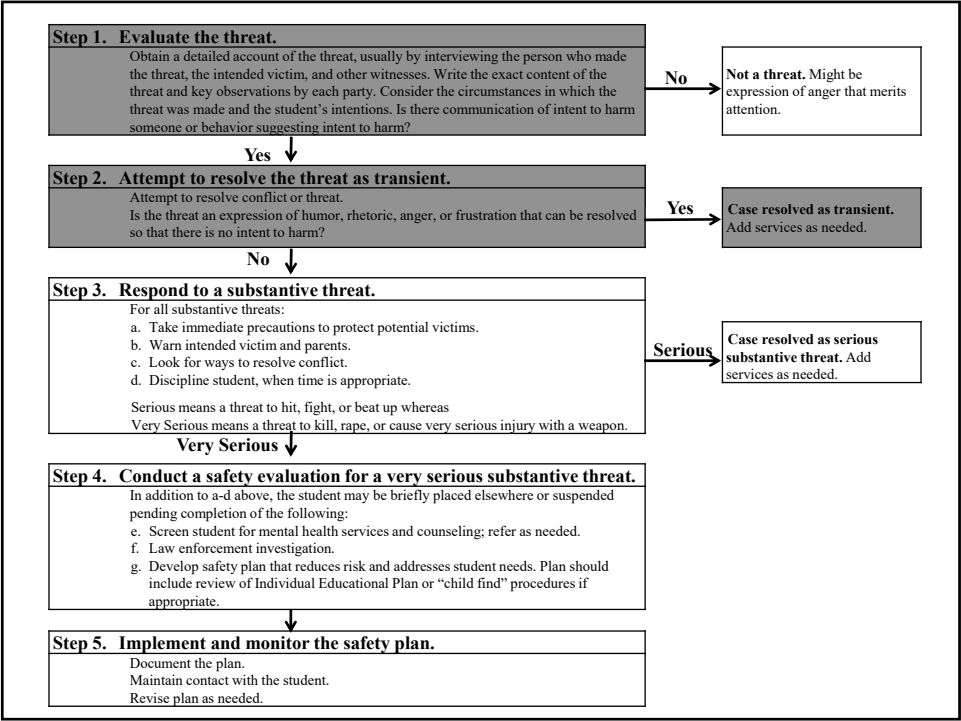 Step 1. Evaluate the threat.
Obtain a detailed account of the threat, usually by interviewing the person who made
the threat, the intended victim, and other witnesses. Write the exact content of the
threat and key observations by each party. Consider the circumstances in which the
threat was made and the student's intentions. Is there communication of intent to harm
someone or behavior suggesting intent to harm?
No
Not a threat. Might be
expression of anger that merits
attention.
Yes
Step 2. Attempt to resolve the threat as transient.
Attempt to resolve conflict or threat.
Is the threat an expression of humor, rhetoric, anger, or frustration that can be resolved
so that there is no intent to harm?
Yes
Case resolved as transient.
Add services as needed.
No
Step 3. Respond to a substantive threat.
For all substantive threats:
a. Take immediate precautions to protect potential victims.
b. Warn intended victim and parents.
c. Look for ways to resolve conflict.
d. Discipline student, when time is appropriate.
Serious means a threat to hit, fight, or beat up whereas
Very Serious means a threat to kill, rape, or cause very serious injury with a weapon.
Serious
Case resolved as serious
substantive threat. Add
services as needed.
Very Serious
Step 4. Conduct a safety evaluation for a very serious substantive threat.
In addition to a-d above, the student may be briefly placed elsewhere or suspended
pending completion of the following:
e. Screen student for mental health services and counseling; refer as needed.
f. Law enforcement investigation.
g. Develop safety plan that reduces risk and addresses student needs. Plan should
include review of Individual Educational Plan or “child find” procedures if
appropriate.
Step 5. Implement and monitor the safety plan.
Document the plan.
Maintain contact with the student.
Revise plan as needed.